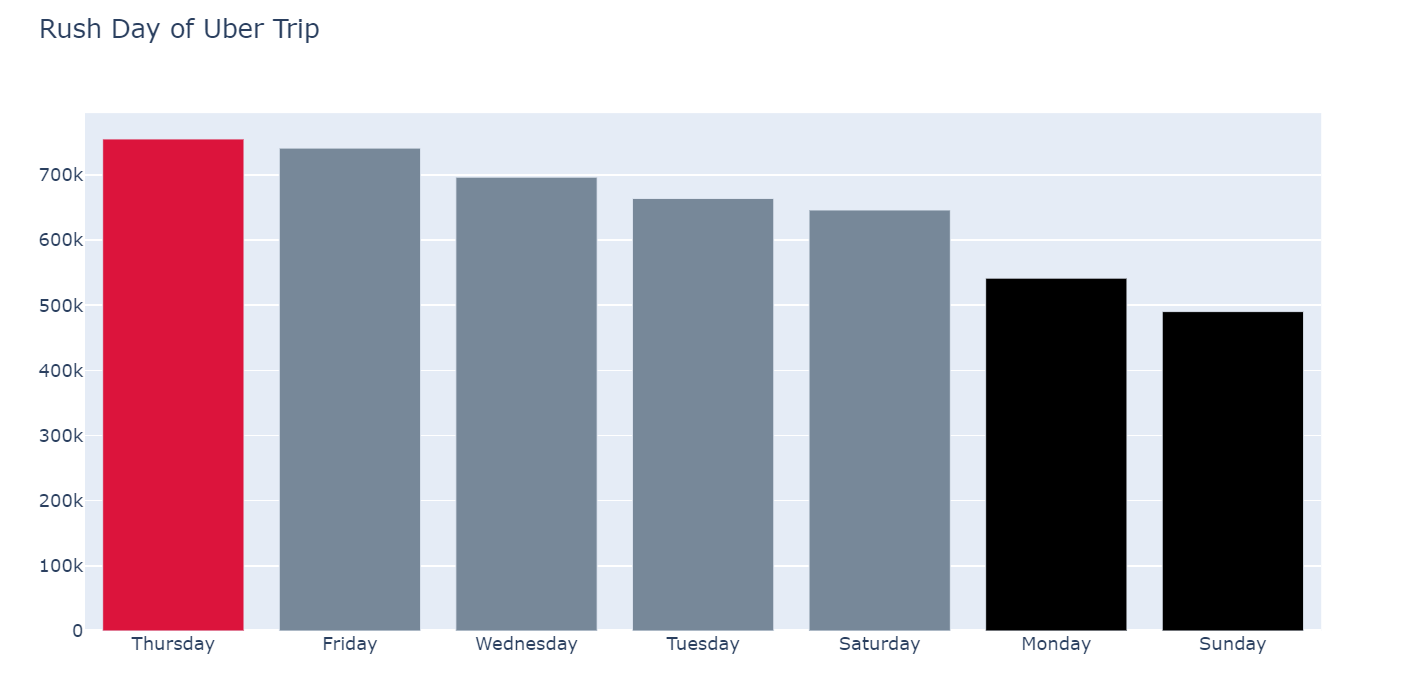 Rush Day of Uber Trip
700k
600k
500k
400k
300k
200k
100k
0
Thursday Friday Wednesday Tuesday Saturday Monday Sunday